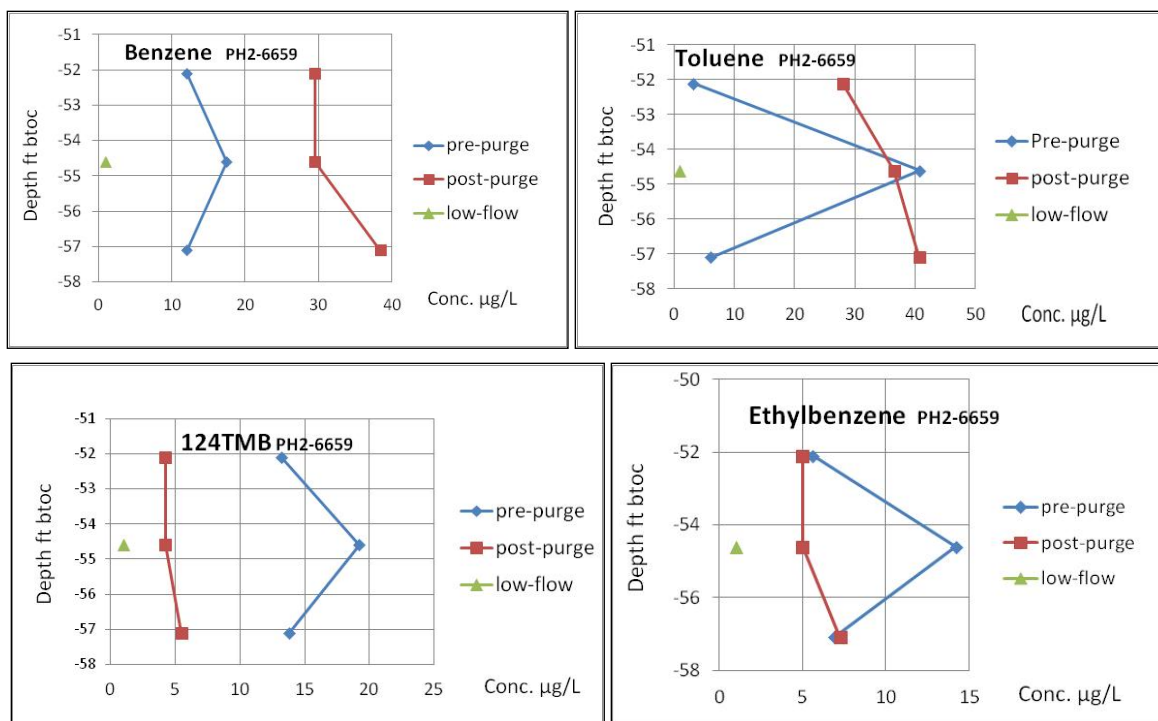 Benzene PH2-6659
-51
-52
-53
-54
-55
-56
-57
-58
0 10 20 30 40
Depth ft btoc
Conc. µg/L
pre-purge
post-purge
low-flow
Toluene PH2-6659
-51
-52
-53
-54
-55
-56
-57
-58
0 10 20 30 40 50
Depth ft btoc
Conc. µg/L
Pre-purge
post-purge
low-flow
124TMB PH2-6659
-51
-52
-53
-54
-55
-56
-57
-58
0 5 10 15 20 25
Depth ft btoc
Conc. µg/L
pre-purge
post-purge
low-flow
Ethylbenzene PH2-6659
-50
-52
-54
-56
-58
0 5 10 15
Depth ft btoc
Conc. µg/L
pre-purge
post-purge
low-flow